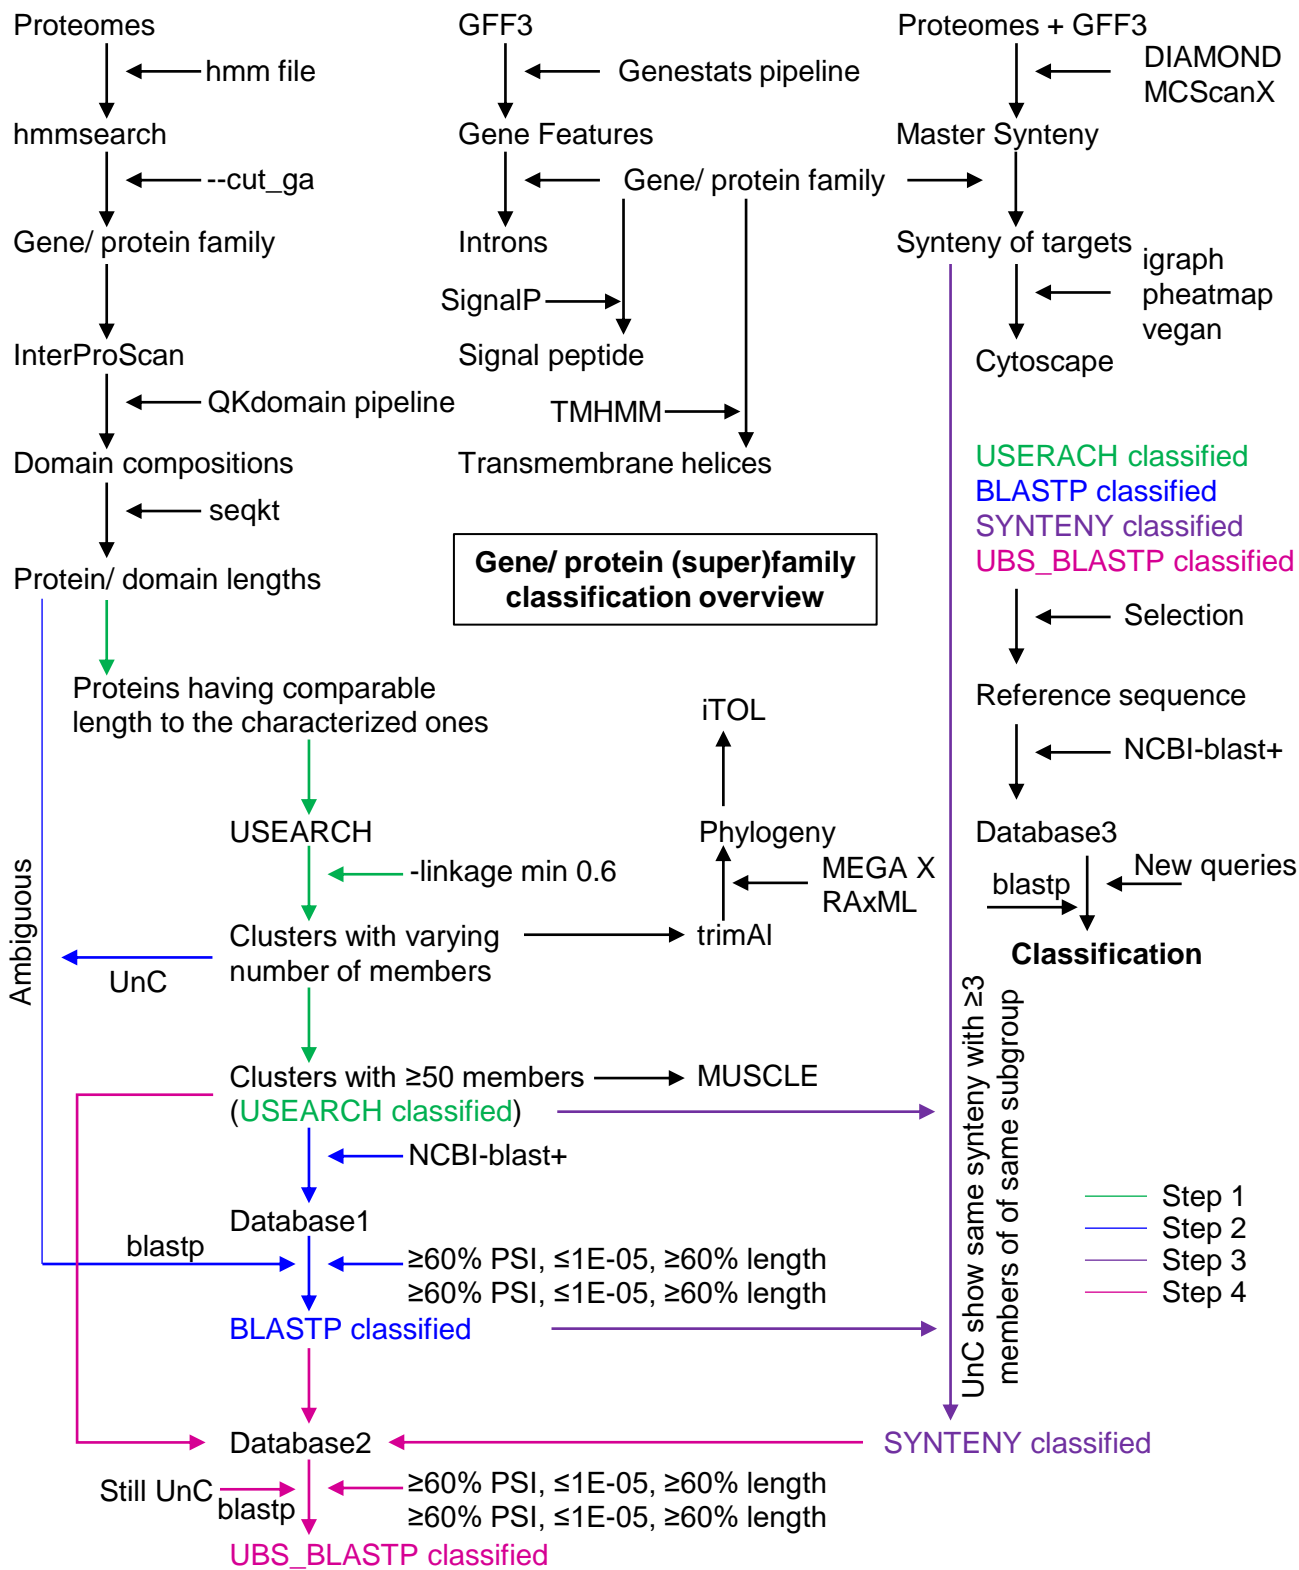 Proteomes
hmm file
hmmsearch
--cut_ga
Gene/ protein family
InterProScan
QKdomain pipeline
Domain compositions
seqkt
Protein/ domain lengths
GFF3
Genestats pipeline
Gene Features
Gene/ protein family
Introns
SignalP
Signal peptide
TMHMM
Transmembrane helices
Proteomes + GFF3
DIAMOND
MCScanX
Master Synteny
Synteny of targets
igraph
pheatmap
vegan
Cytoscape
USERACH classified
BLASTP classified
SYNTENY classified
UBS_BLASTP classified
Selection
Reference sequence
NCBI-blast+
Database3
New queries
blastp
Classification
Gene/ protein (super)family
classification overview
Proteins having comparable
length to the characterized ones
USEARCH
-linkage min 0.6
Clusters with varying
number of members
UnC
Ambiguous
iTOL
Phylogeny
MEGA X
RAxML
trimAl
Clusters with ≥50 members
(USEARCH classified)
MUSCLE
NCBI-blast+
Database1
blastp
≥60% PSI, ≤1E-05, ≥60% length
≥60% PSI, ≤1E-05, ≥60% length
BLASTP classified
UnC show same synteny with ≥3
members of of same subgroup
Step 1
Step 2
Step 3
Step 4
Database2
SYNTENY classified
Still UnC
blastp
≥60% PSI, ≤1E-05, ≥60% length
≥60% PSI, ≤1E-05, ≥60% length
UBS_BLASTP classified